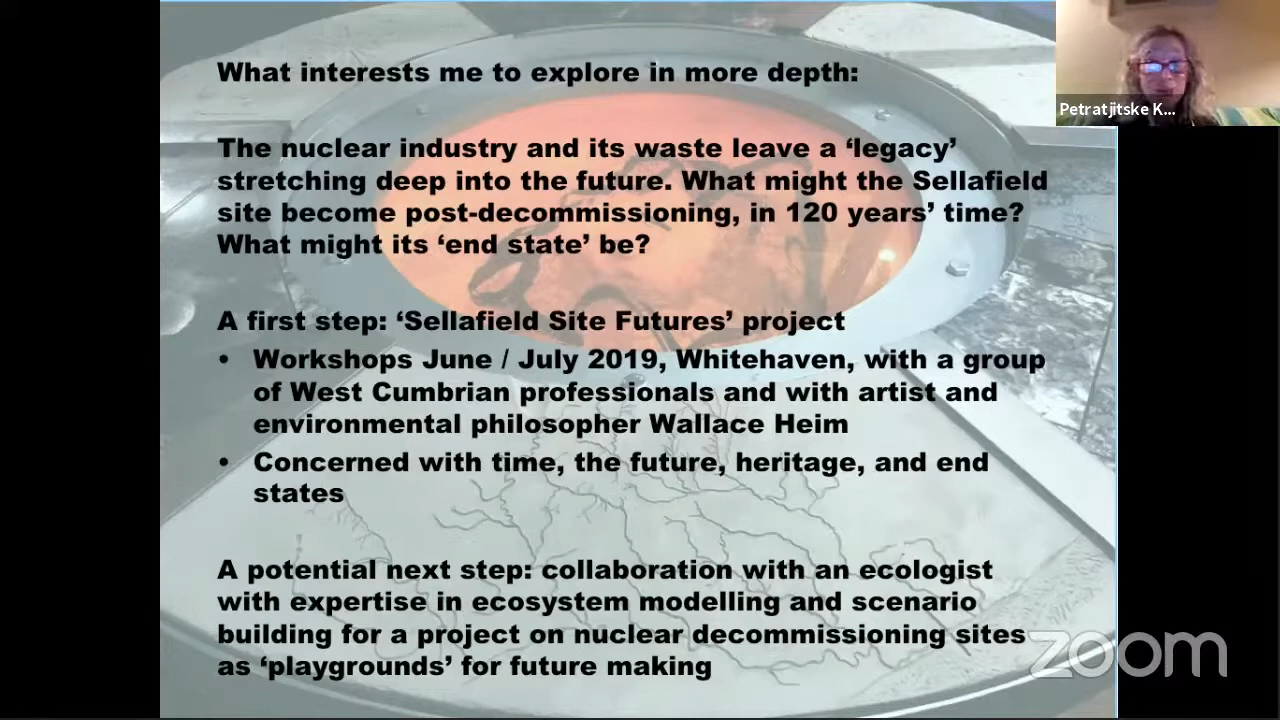 What interests me to explore in more depth:
The nuclear industry and its waste leave a ‘legacy’
stretching deep into the future. What might the Sellafield
site become post-decommissioning, in 120 years’ time?
What might its ‘end state’ be?
A first step: ‘Sellafield Site Futures’ project
• Workshops June / July 2019, Whitehaven, with a group
of West Cumbrian professionals and with artist and
environmental philosopher Wallace Heim
• Concerned with time, the future, heritage, and end
states
A potential next step: collaboration with an ecologist
with expertise in ecosystem modelling and scenario
building for a project on nuclear decommissioning sites
as ‘playgrounds’ for future making
Petratjitske K...
zoom